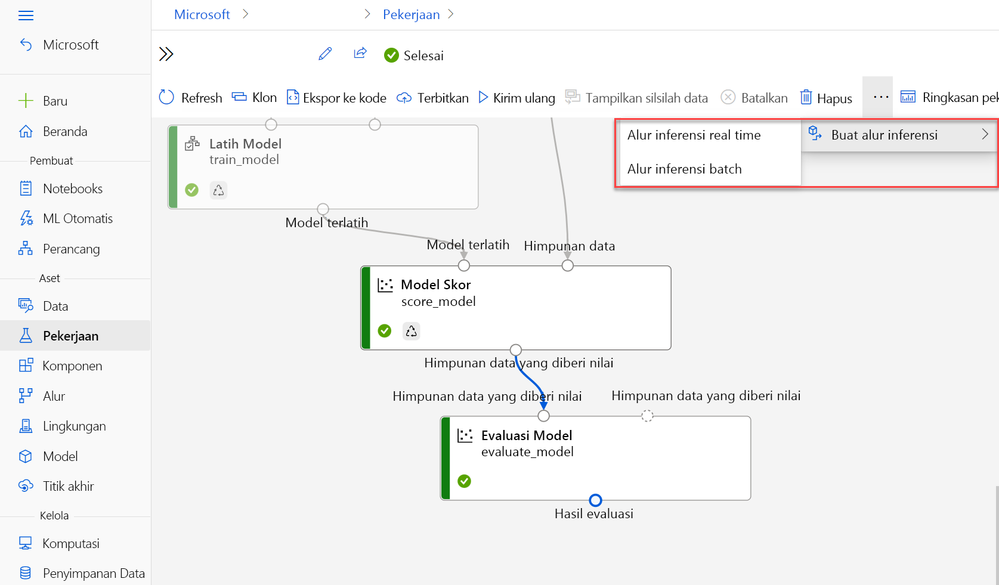 Microsoft
Pekerjaan
Microsoft
Selesai
Refresh
Klon
Ekspor ke kode
Terbitkan
Kirim ulang
Tampilkan silsilah data
Batalkan
Hapus
Ringkasan pek
Baru
Beranda
Pembuat
Notebooks
ML Otomatis
Perancang
Aset
Data
Pekerjaan
Komponen
Alur
Lingkungan
Model
Titik akhir
Kelola
Komputasi
Penyimpanan Data
Buat alur inferensi
Alur inferensi real time
Alur inferensi batch
Latih Model
train_model
Model terlatih
Model terlatih
Himpunan data
Model Skor
score_model
Himpunan data yang diberi nilai
Himpunan data yang diberi nilai
Himpunan data yang diberi nilai
Evaluasi Model
evaluate_model
Hasil evaluasi